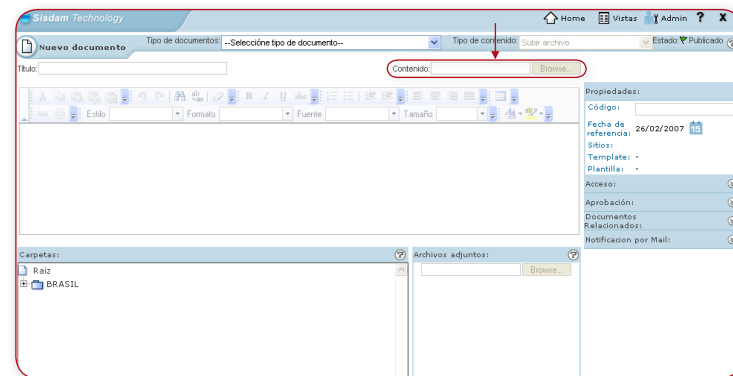 Sisdam Technology
Home Vistas Admin ? X
Nuevo documento
Tipo de documentos: --Seleccióne tipo de documento--
Tipo de contenido: Subir archivo
Estado: Publicado ?
Título:
Contenido: Browse...
Estilo Formato Fuente Tamaño
Propiedades:
Código:
Fecha de referencia: 26/02/2007 15
Sitios:
Template: -
Plantilla: -
Acceso:
Aprobación:
Documentos
Relacionados:
Notificacion por Mail:
Carpetas: ?
Raiz
BRASIL
Archivos adjuntos: ?
Browse...